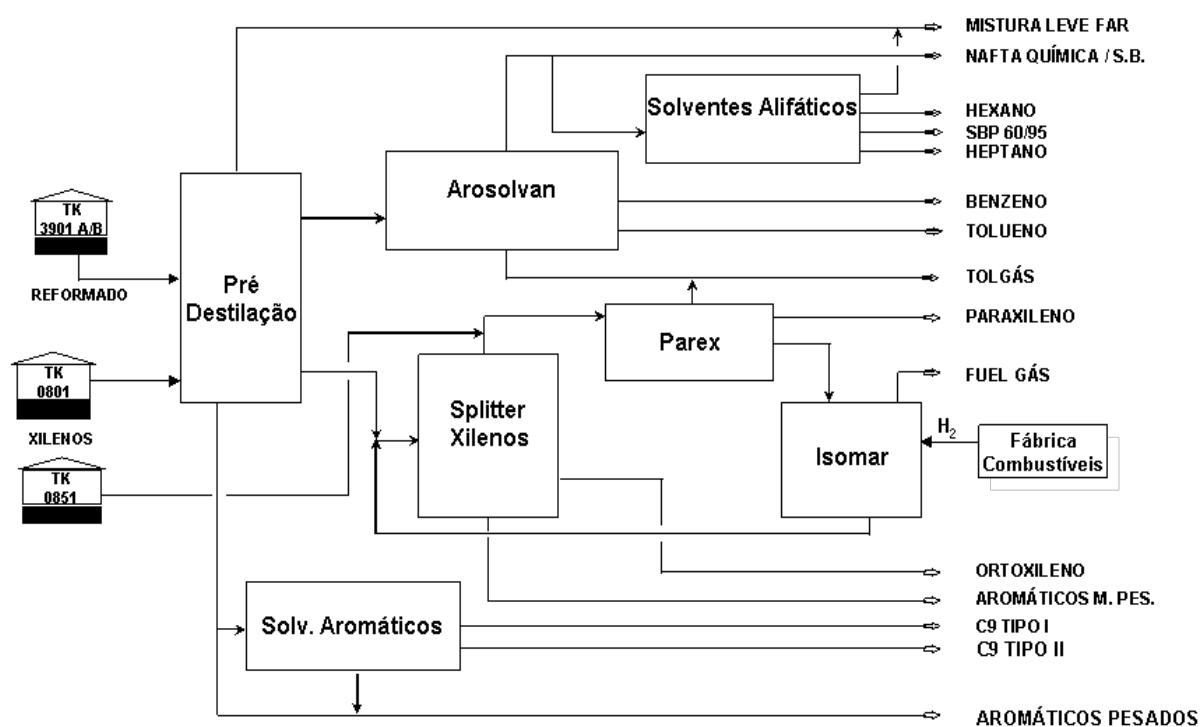 MISTURA LEVE FAR
NAFTA QUÍMICA / S.B.
Solventes Alifáticos
HEXANO
SBP 60/95
HEPTANO
Arosolvan
BENZENO
TOLUENO
TK
3901 A/B
REFORMADO
Pré
Destilação
TOLGÁS
PARAXILENO
Parex
TK
0801
XILENOS
FUEL GÁS
Splitter
Xilenos
Isomar
H2
Fábrica
Combustíveis
TK
0851
ORTOXILENO
AROMÁTICOS M. PES.
Solv. Aromáticos
C9 TIPO I
C9 TIPO II
AROMÁTICOS PESADOS